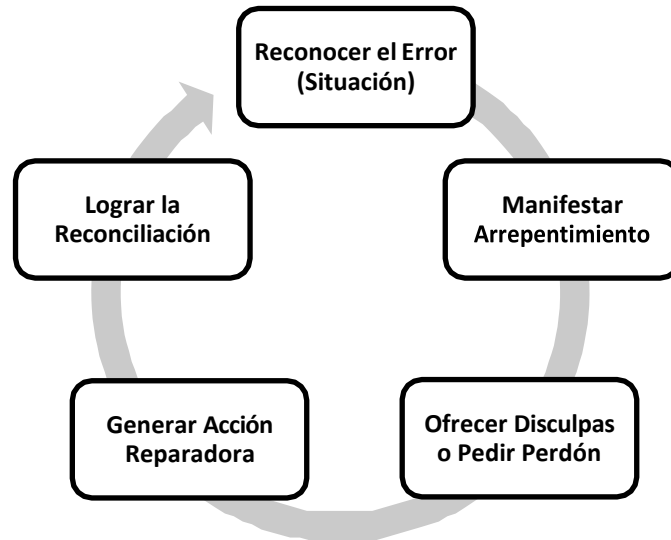 Reconocer el Error
(Situación)
Manifestar
Arrepentimiento
Ofrecer Disculpas
o Pedir Perdón
Generar Acción
Reparadora
Lograr la
Reconciliación